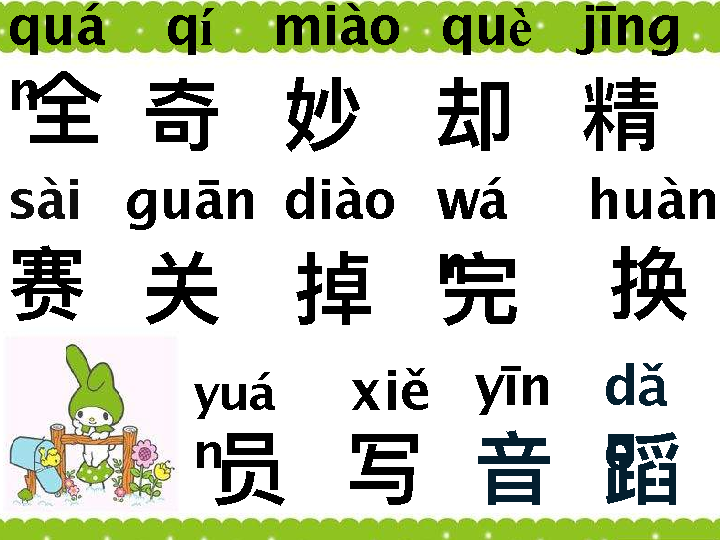 quán qí miào què jīng
全 奇 妙 却 精
sài guān diào wán huàn
赛 关 掉 完 换
yuán xiě yīn dǎo
员 写 音 蹈